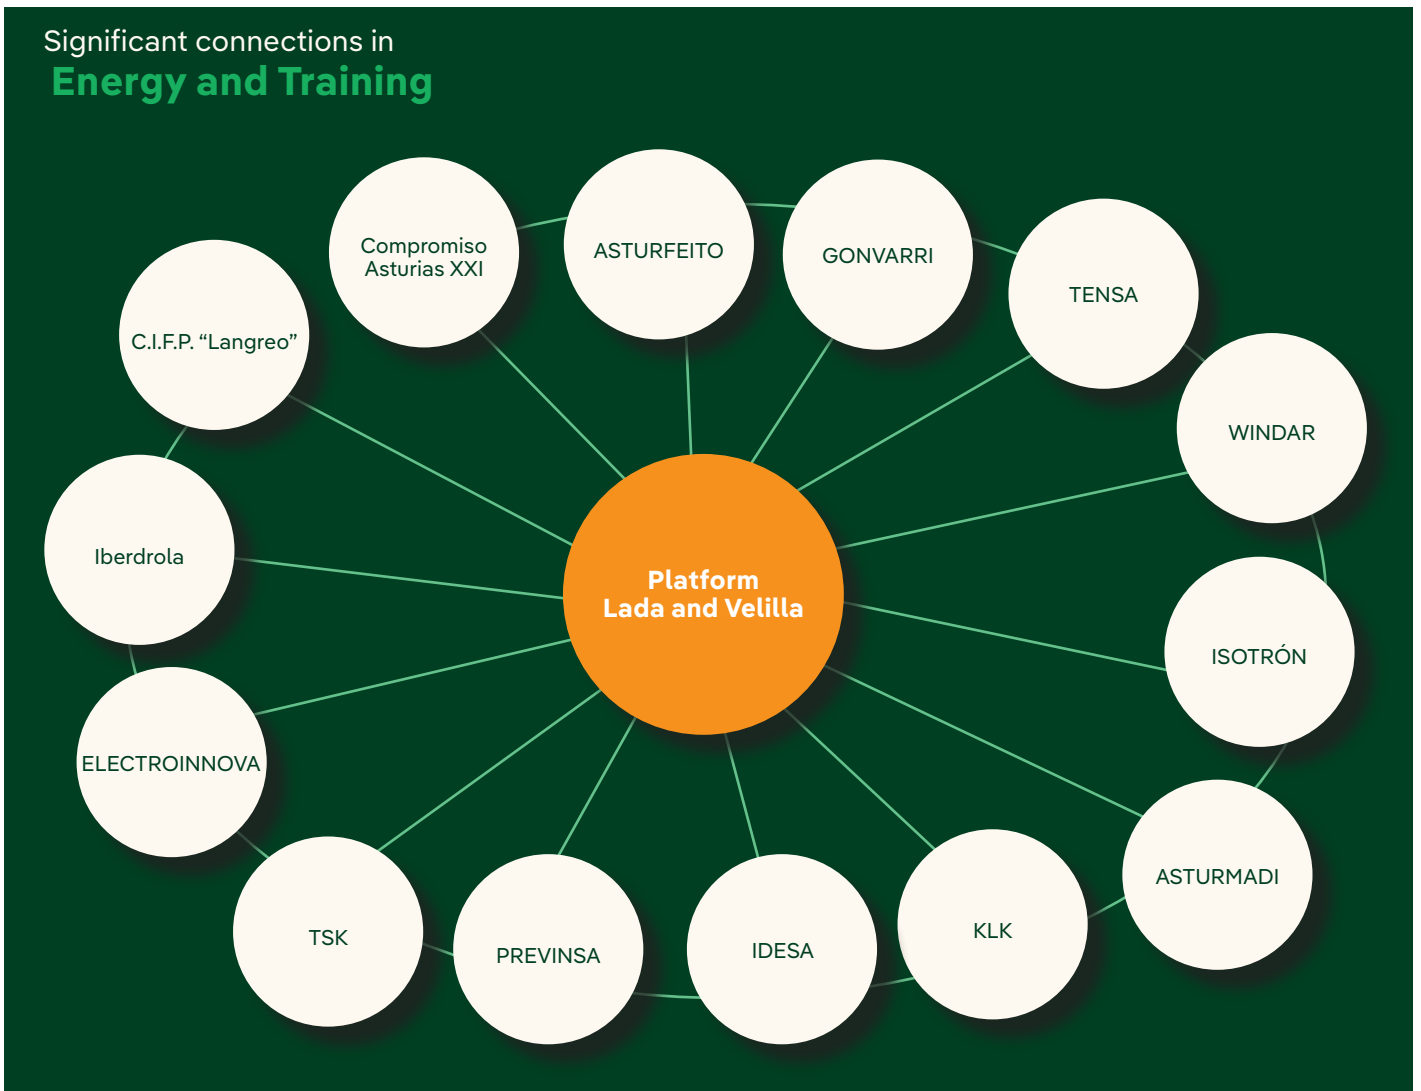 Significant connections in
Energy and Training
Compromiso
Asturias XXI
ASTURFEITO
GONVARRI
TENSA
C.I.F.P. “Langreo”
WINDAR
Iberdrola
Platform
Lada and Velilla
ISOTRÓN
ELECTROINNOVA
ASTURMADI
TSK
PREVINSA
IDESA
KLK